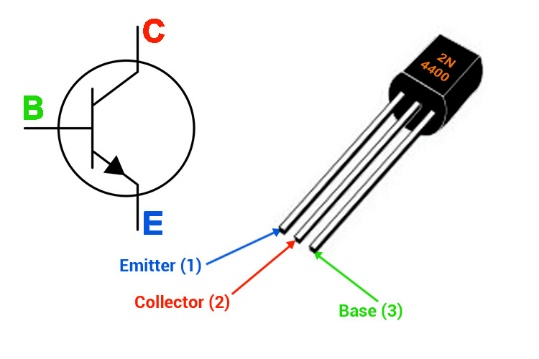 C
B
E
2N
4400
Emitter (1)
Collector (2)
Base (3)